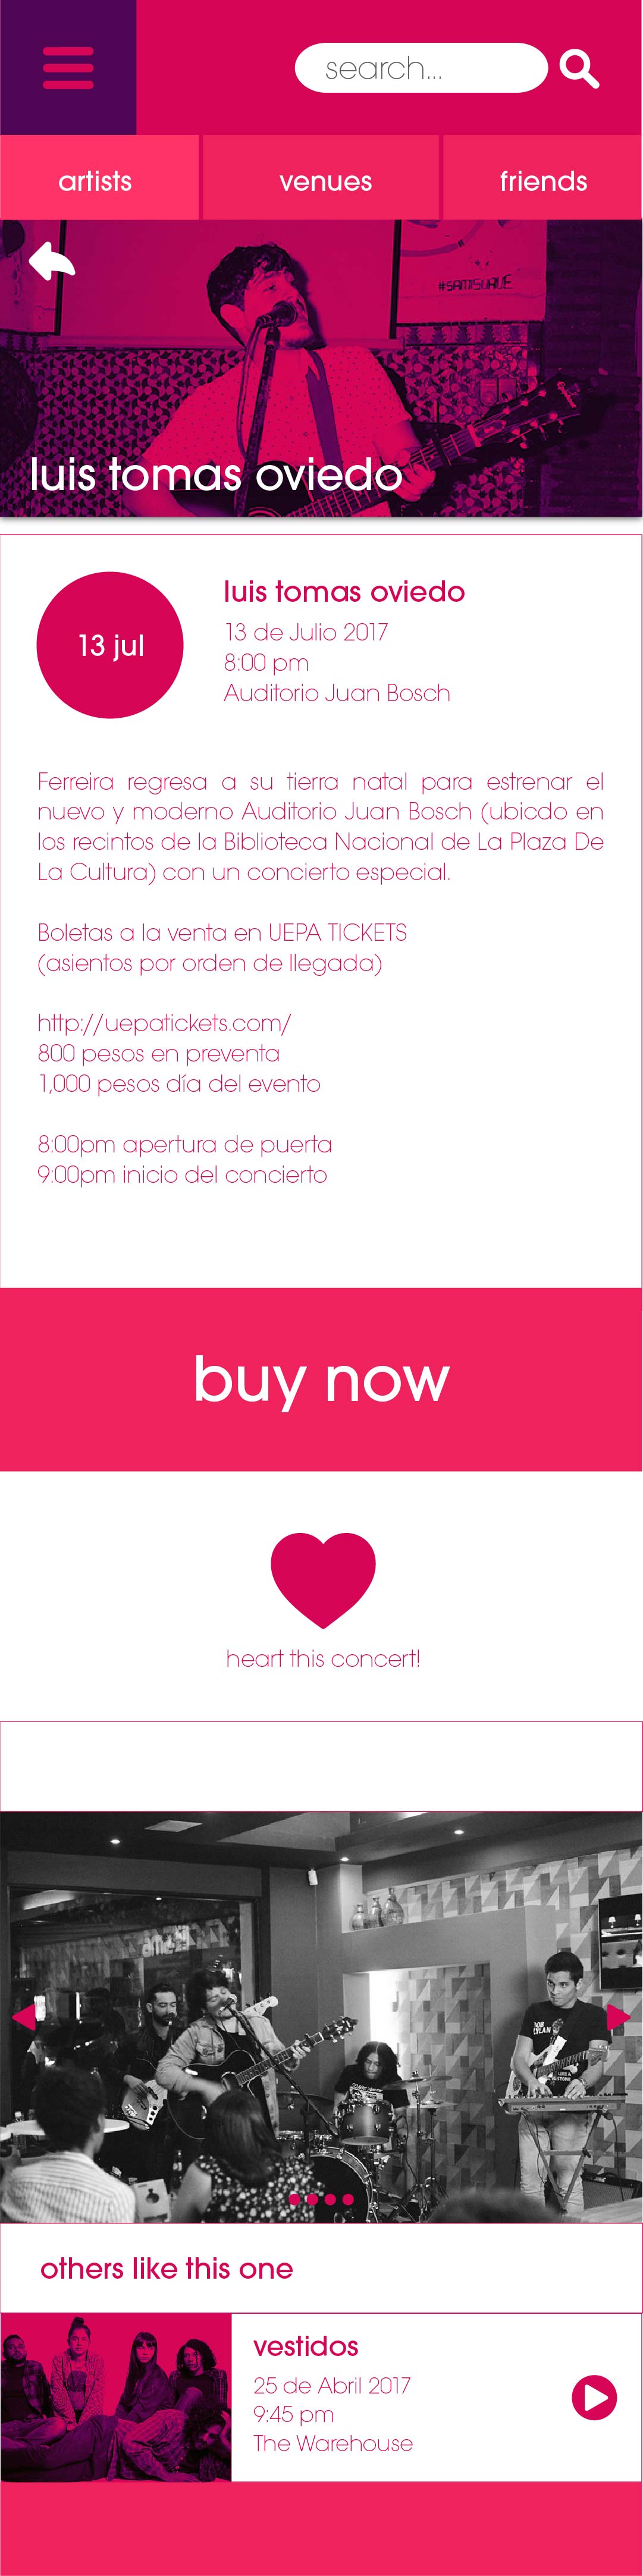 search...
artists
venues
friends
#SAMISURVE
luis tomas oviedo
13 jul
luis tomas oviedo
13 de Julio 2017
8:00 pm
Auditorio Juan Bosch
Ferreira regresa a su tierra natal para estrenar el
nuevo y moderno Auditorio Juan Bosch (ubicdo en
los recintos de la Biblioteca Nacional de La Plaza De
La Cultura) con un concierto especial.
Boletas a la venta en UEPA TICKETS
(asientos por orden de llegada)
http://uepatickets.com/
800 pesos en preventa
1,000 pesos día del evento
8:00pm apertura de puerta
9:00pm inicio del concierto
buy now
heart this concert!
BOB
DYLAN
others like this one
vestidos
25 de Abril 2017
9:45 pm
The Warehouse